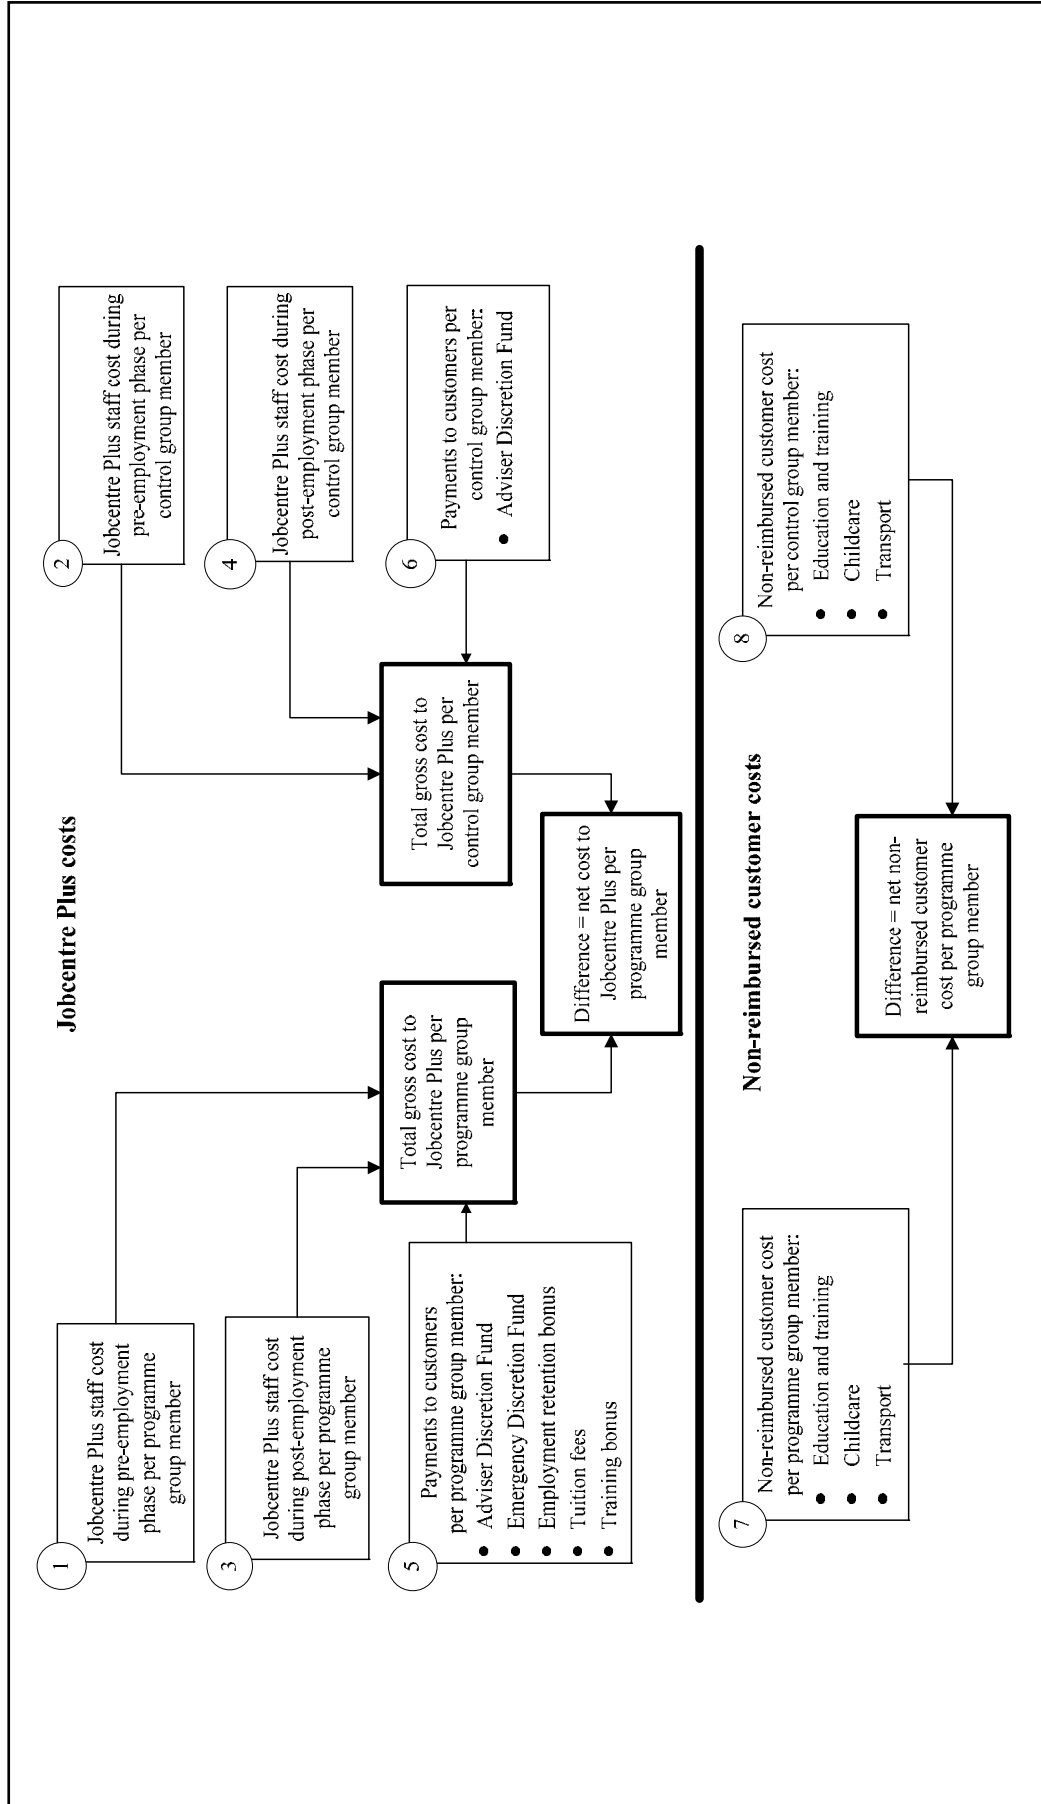 Jobcentre Plus costs
1
Jobcentre Plus staff cost
during pre-employment
phase per programme
group member
2
Jobcentre Plus staff cost during
pre-employment phase per
control group member
3
Jobcentre Plus staff cost
during post-employment
phase per programme
group member
4
Jobcentre Plus staff cost during
post-employment phase per
control group member
5
Payments to customers
per programme group member:
● Adviser Discretion Fund
● Emergency Discretion Fund
● Employment retention bonus
● Tuition fees
● Training bonus
Total gross cost to
Jobcentre Plus per
programme group
member
Total gross cost to
Jobcentre Plus per
control group member
6
Payments to customers per
control group member:
● Adviser Discretion Fund
Difference = net cost to
Jobcentre Plus per
programme group
member
Non-reimbursed customer costs
7
Non-reimbursed customer cost
per programme group member:
● Education and training
● Childcare
● Transport
8
Non-reimbursed customer cost
per control group member:
● Education and training
● Childcare
● Transport
Difference = net non-
reimbursed customer
cost per programme
group member